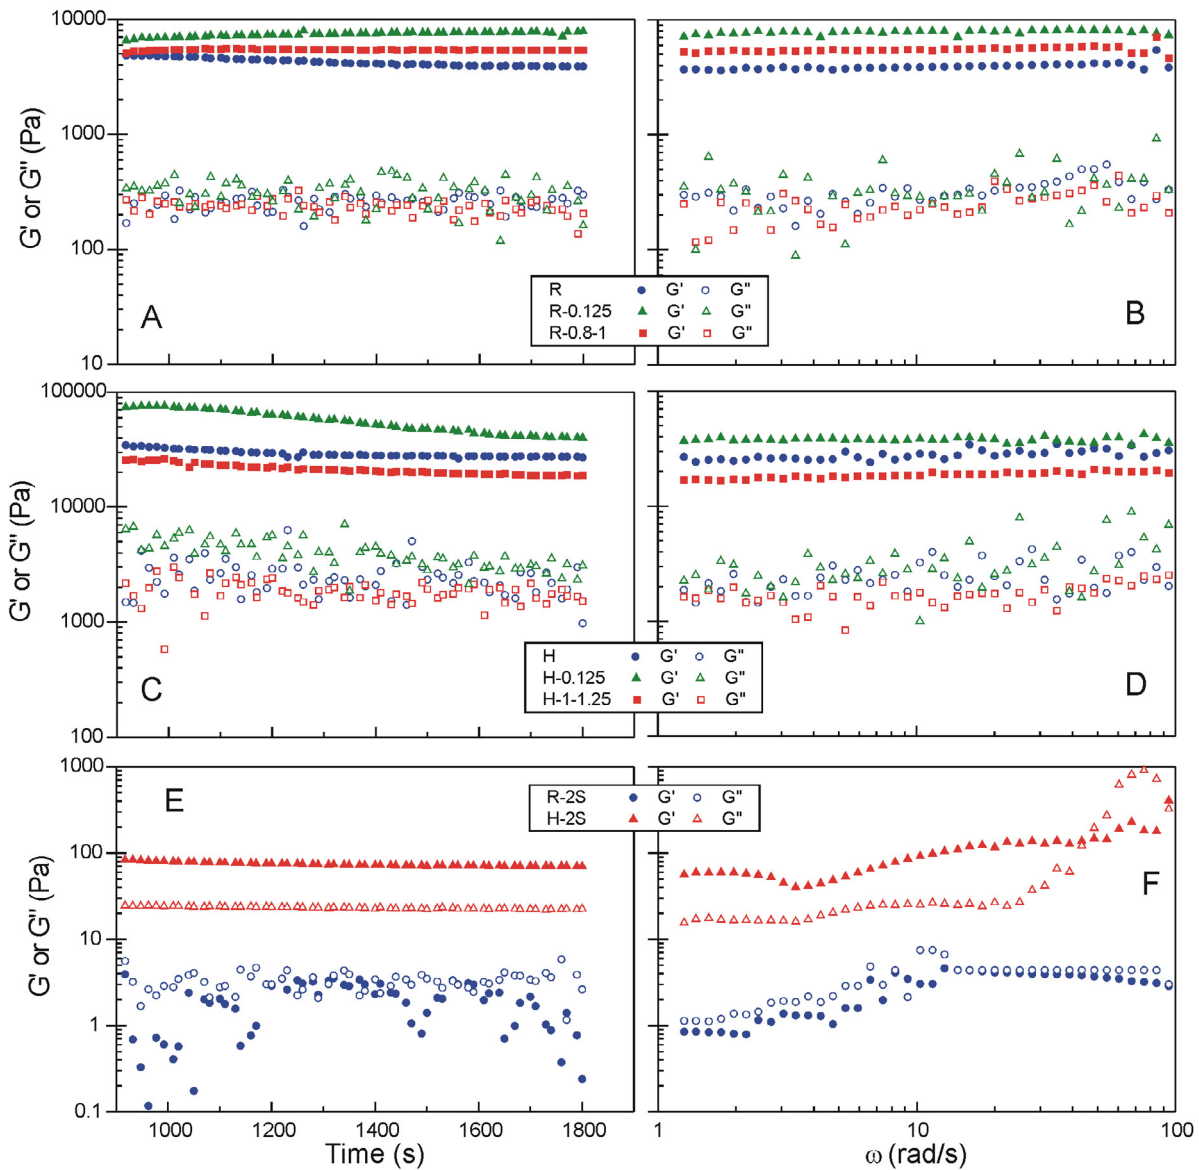 10000
1000
100
10
G' or G" (Pa)
A
B
R G' G"
R-0.125 G' G"
R-0.8-1 G' G"
100000
10000
1000
100
G' or G" (Pa)
C
D
H G' G"
H-0.125 G' G"
H-1-1.25 G' G"
1000
100
10
1
0.1
G' or G" (Pa)
E
F
R-2S G' G"
H-2S G' G"
1000 1200 1400 1600 1800
1 10 100
Time (s)
ω (rad/s)